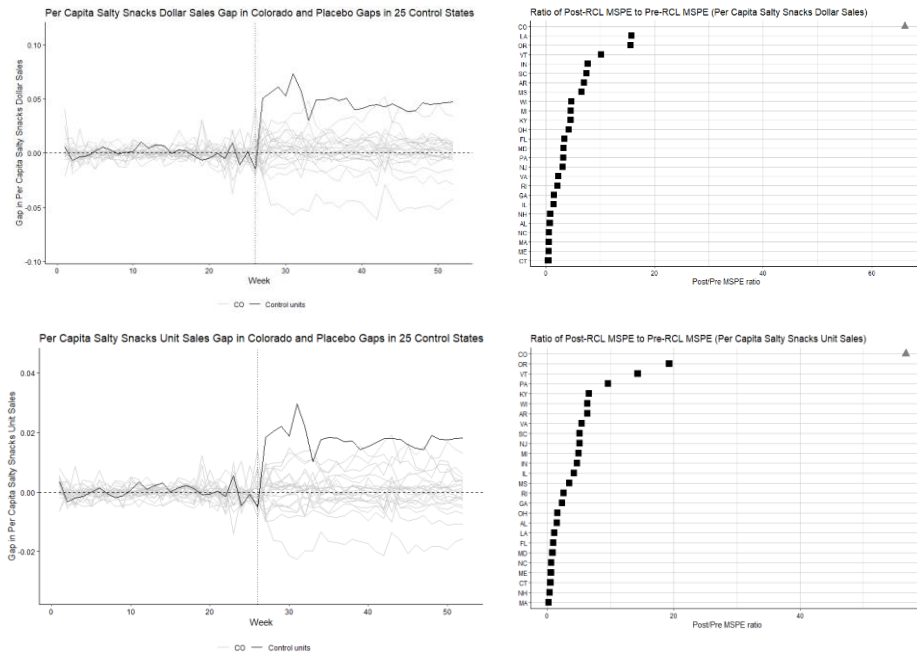 Per Capita Salty Snacks Dollar Sales Gap in Colorado and Placebo Gaps in 25 Control States
Gap in Per Capita Salty Snacks Dollar Sales
0.10
0.05
0.00
-0.05
-0.10
0 10 20 30 40 50
Week
CO Control units
Ratio of Post-RCL MSPE to Pre-RCL MSPE (Per Capita Salty Snacks Dollar Sales)
CO
LA
OR
VT
IN
SC
AR
MS
WI
MI
KY
OH
FL
MD
PA
NJ
VA
RI
GA
IL
NH
AL
NC
MA
ME
CT
0 20 40 60
Post/Pre MSPE ratio
Per Capita Salty Snacks Unit Sales Gap in Colorado and Placebo Gaps in 25 Control States
Gap in Per Capita Salty Snacks Unit Sales
0.04
0.02
0.00
-0.02
0 10 20 30 40 50
Week
CO Control units
Ratio of Post-RCL MSPE to Pre-RCL MSPE (Per Capita Salty Snacks Unit Sales)
CO
OR
VT
PA
KY
WI
AR
VA
SC
NJ
MI
IN
IL
MS
RI
GA
OH
AL
LA
FL
MD
NC
ME
CT
NH
MA
0 20 40
Post/Pre MSPE ratio